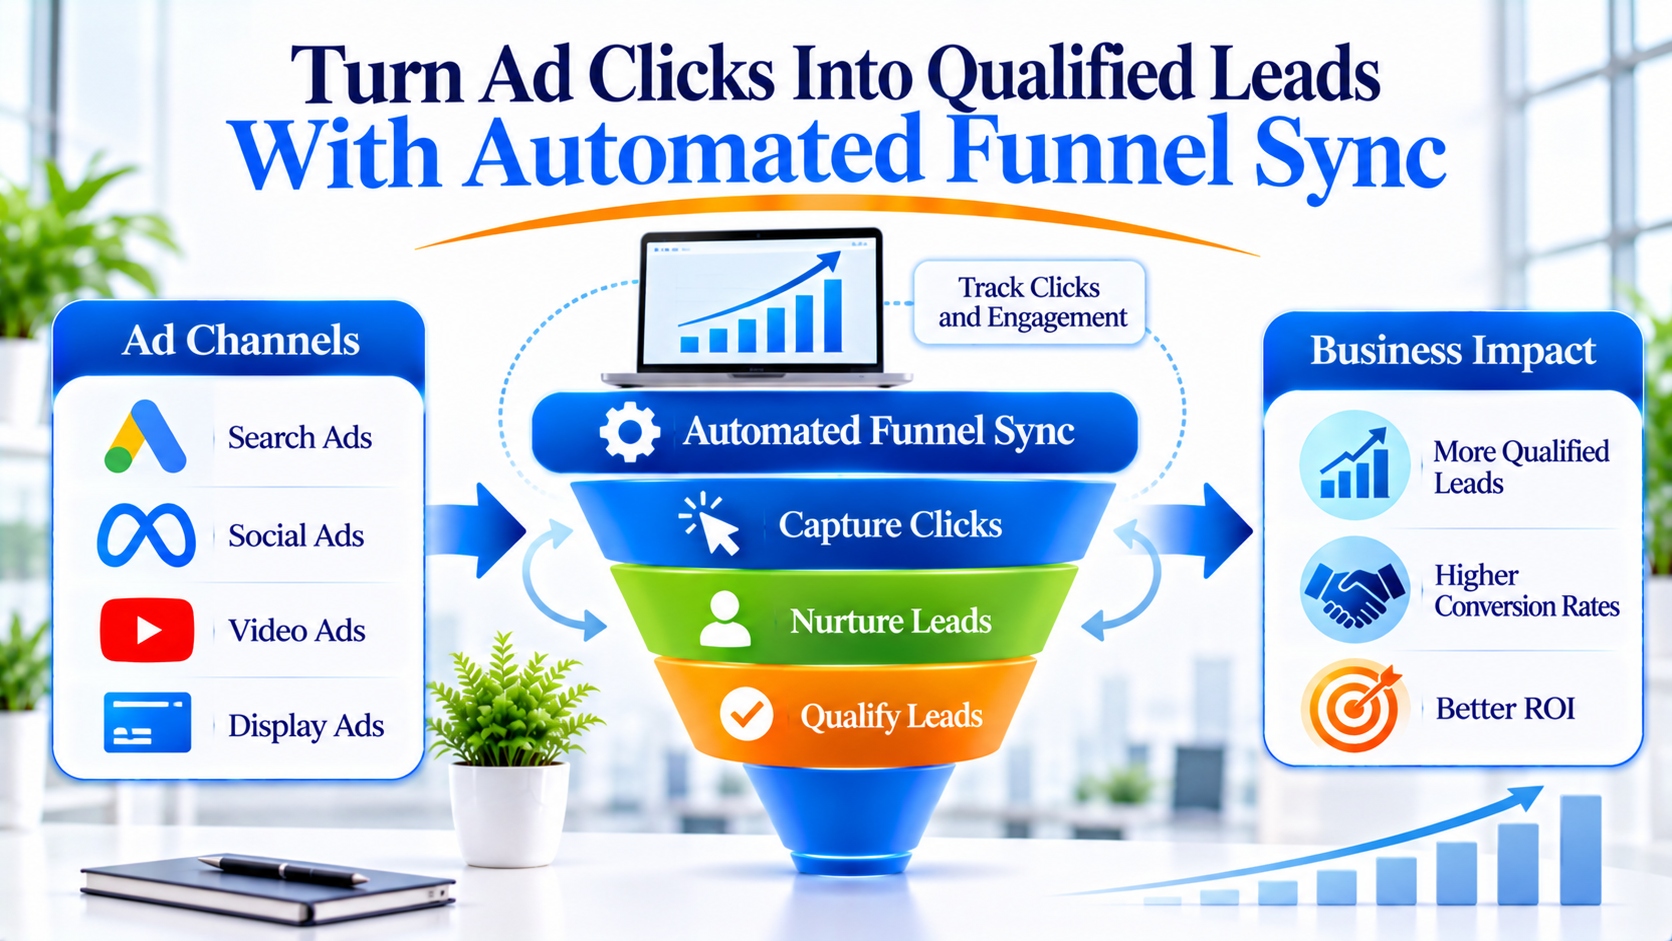 Turn Ad Clicks Into Qualified Leads
With Automated Funnel Sync
Track Clicks
and Engagement
Ad Channels
Search Ads
Social Ads
Video Ads
Display Ads
Automated Funnel Sync
Capture Clicks
Nurture Leads
Qualify Leads
Business Impact
More Qualified
Leads
Higher
Conversion Rates
Better ROI